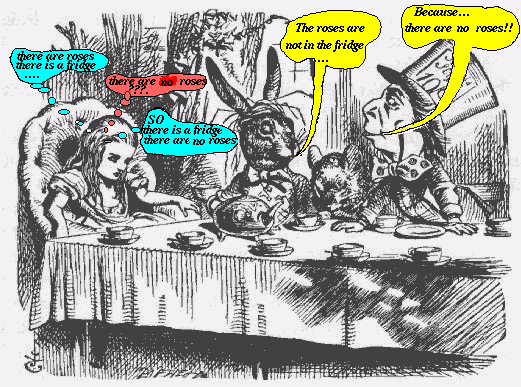 there are roses
there is a fridge
....
there are no roses
???
SO
there is a fridge
there are no roses
The roses are
not in the fridge
....
Because...
there are no roses!!